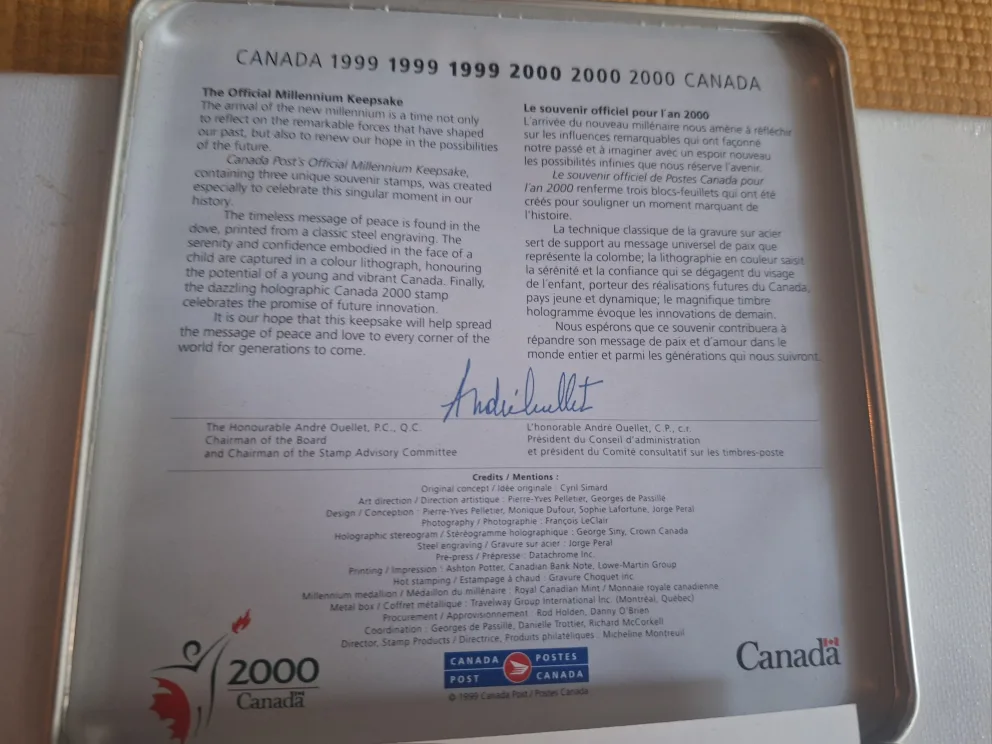 CANADA 1999 1999 1999 2000 2000 2000 CANADA
The Official Millennium Keepsake
The arrival of the new millennium is a time not only
to reflect on the remarkable forces that have shaped
our past, but also to renew our hope in the possibilities
of the future.
Canada Post's Official Millennium Keepsake,
containing three unique souvenir stamps, was created
especially to celebrate this singular moment in our
history.
The timeless message of peace is found in the
dove, printed from a classic steel engraving. The
serenity and confidence embodied in the face of a
child are captured in a colour lithograph, honouring
the potential of a young and vibrant Canada. Finally,
the dazzling holographic Canada 2000 stamp
celebrates the promise of future innovation.
It is our hope that this keepsake will help spread
the message of peace and love to every corner of the
world for generations to come.
Le souvenir officiel pour l'an 2000
L'arrivée du nouveau millénaire nous amène à réfléchir
sur les influences remarquables qui ont façonné
notre passé et à imaginer avec un espoir nouveau
les possibilités infinies que nous réserve l'avenir.
Le souvenir officiel de Postes Canada pour
l'an 2000 renferme trois blocs-feuillets qui ont été
créés pour souligner un moment marquant de
l'histoire.
La technique classique de la gravure sur acier
sert de support au message universel de paix que
représente la colombe; la lithographie en couleur saisit
la sérénité et la confiance qui se dégagent du visage
de l'enfant, porteur des réalisations futures du Canada,
pays jeune et dynamique; le magnifique timbre
hologramme évoque les innovations de demain.
Nous espérons que ce souvenir contribuera à
répandre son message de paix et d'amour dans le
monde entier et parmi les générations qui nous suivront.
André Ouellet
The Honourable André Ouellet, P.C., Q.C.
Chairman of the Board
and Chairman of the Stamp Advisory Committee
L'honorable André Ouellet, C.P., c.r.
Président du Conseil d'administration
et président du Comité consultatif sur les timbres-poste
Credits / Mentions :
Original concept / Idée originale : Cyril Simard
Art direction / Direction artistique : Pierre-Yves Pelletier, Georges de Passillé
Design / Conception : Pierre-Yves Pelletier, Monique Dufour, Sophie Lafortune, Jorge Peral
Photography / Photographie : François LeClair
Holographic stereogram / Stéréogramme holographique : George Siny, Crown Canada
Steel engraving / Gravure sur acier : Jorge Peral
Pre-press / Prépresse : Datachrome Inc.
Printing / Impression : Ashton Potter, Canadian Bank Note, Lowe-Martin Group
Hot stamping / Estampage à chaud : Gravure Choquet Inc.
Millennium medallion / Médaillon du millénaire : Royal Canadian Mint / Monnaie royale canadienne
Metal box / Coffret métallique : Travelway Group International Inc. (Montréal, Québec)
Procurement / Approvisionnement : Rod Holden, Danny O'Brien
Coordination : Georges de Passillé, Danielle Trottier, Richard McCorkell
Director, Stamp Products / Directrice, Produits philatéliques : Micheline Montreuil
2000
Canada
CANADA POSTES
POST CANADA
© 1999 Canada Post / Postes Canada
Canada